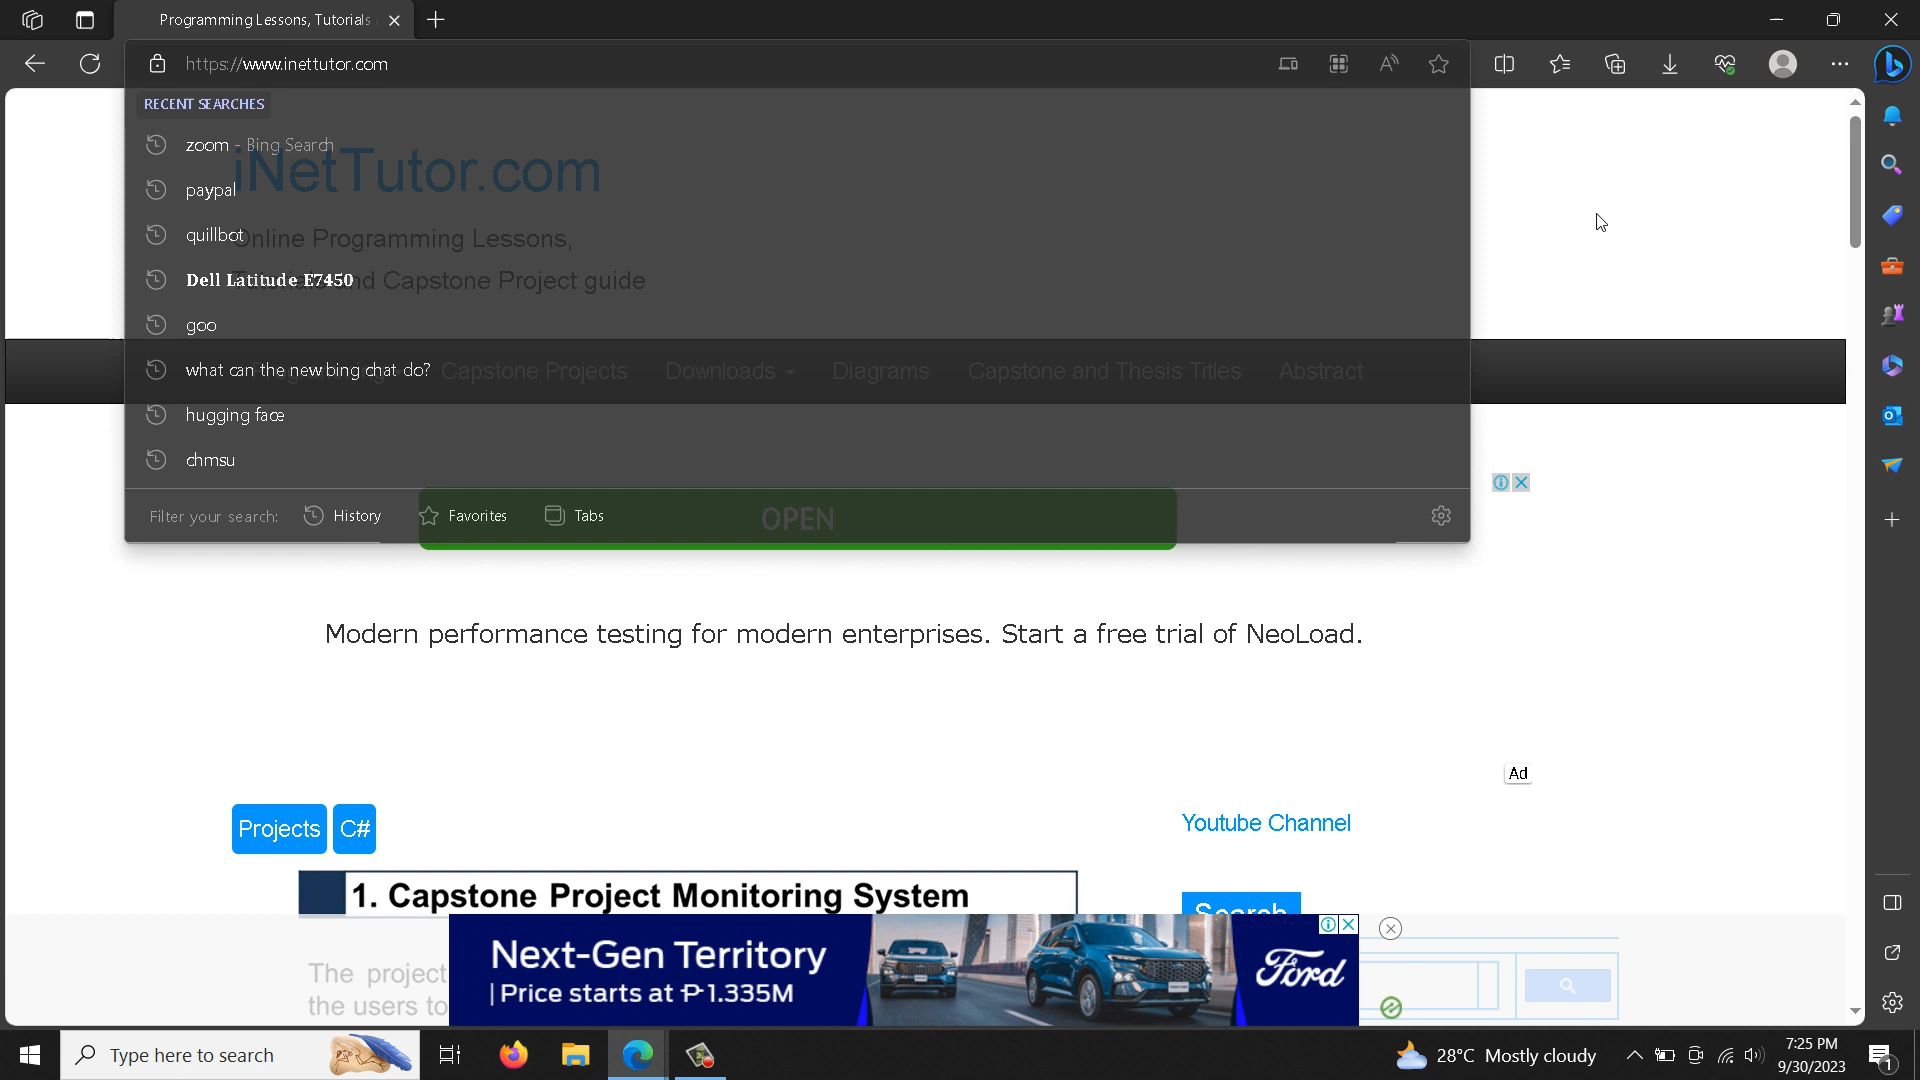 Programming Lessons, Tutorials
https://www.inettutor.com
RECENT SEARCHES
zoom - Bing Search
iNetTutor.com
paypal
quillbot
Online Programming Lessons,
Dell Latitude E7450
Tutorials and Capstone Project guide
goo
what can the new bing chat do?
Capstone Projects
Downloads
Diagrams
Capstone and Thesis Titles
Abstract
hugging face
chmsu
Filter your search:
History
Favorites
Tabs
OPEN
Modern performance testing for modern enterprises. Start a free trial of NeoLoad.
Ad
Projects
C#
Youtube Channel
1. Capstone Project Monitoring System
Search
The project
the users to
Next-Gen Territory
| Price starts at ₱1.335M
Ford
Type here to search
28°C Mostly cloudy
7:25 PM
9/30/2023
1